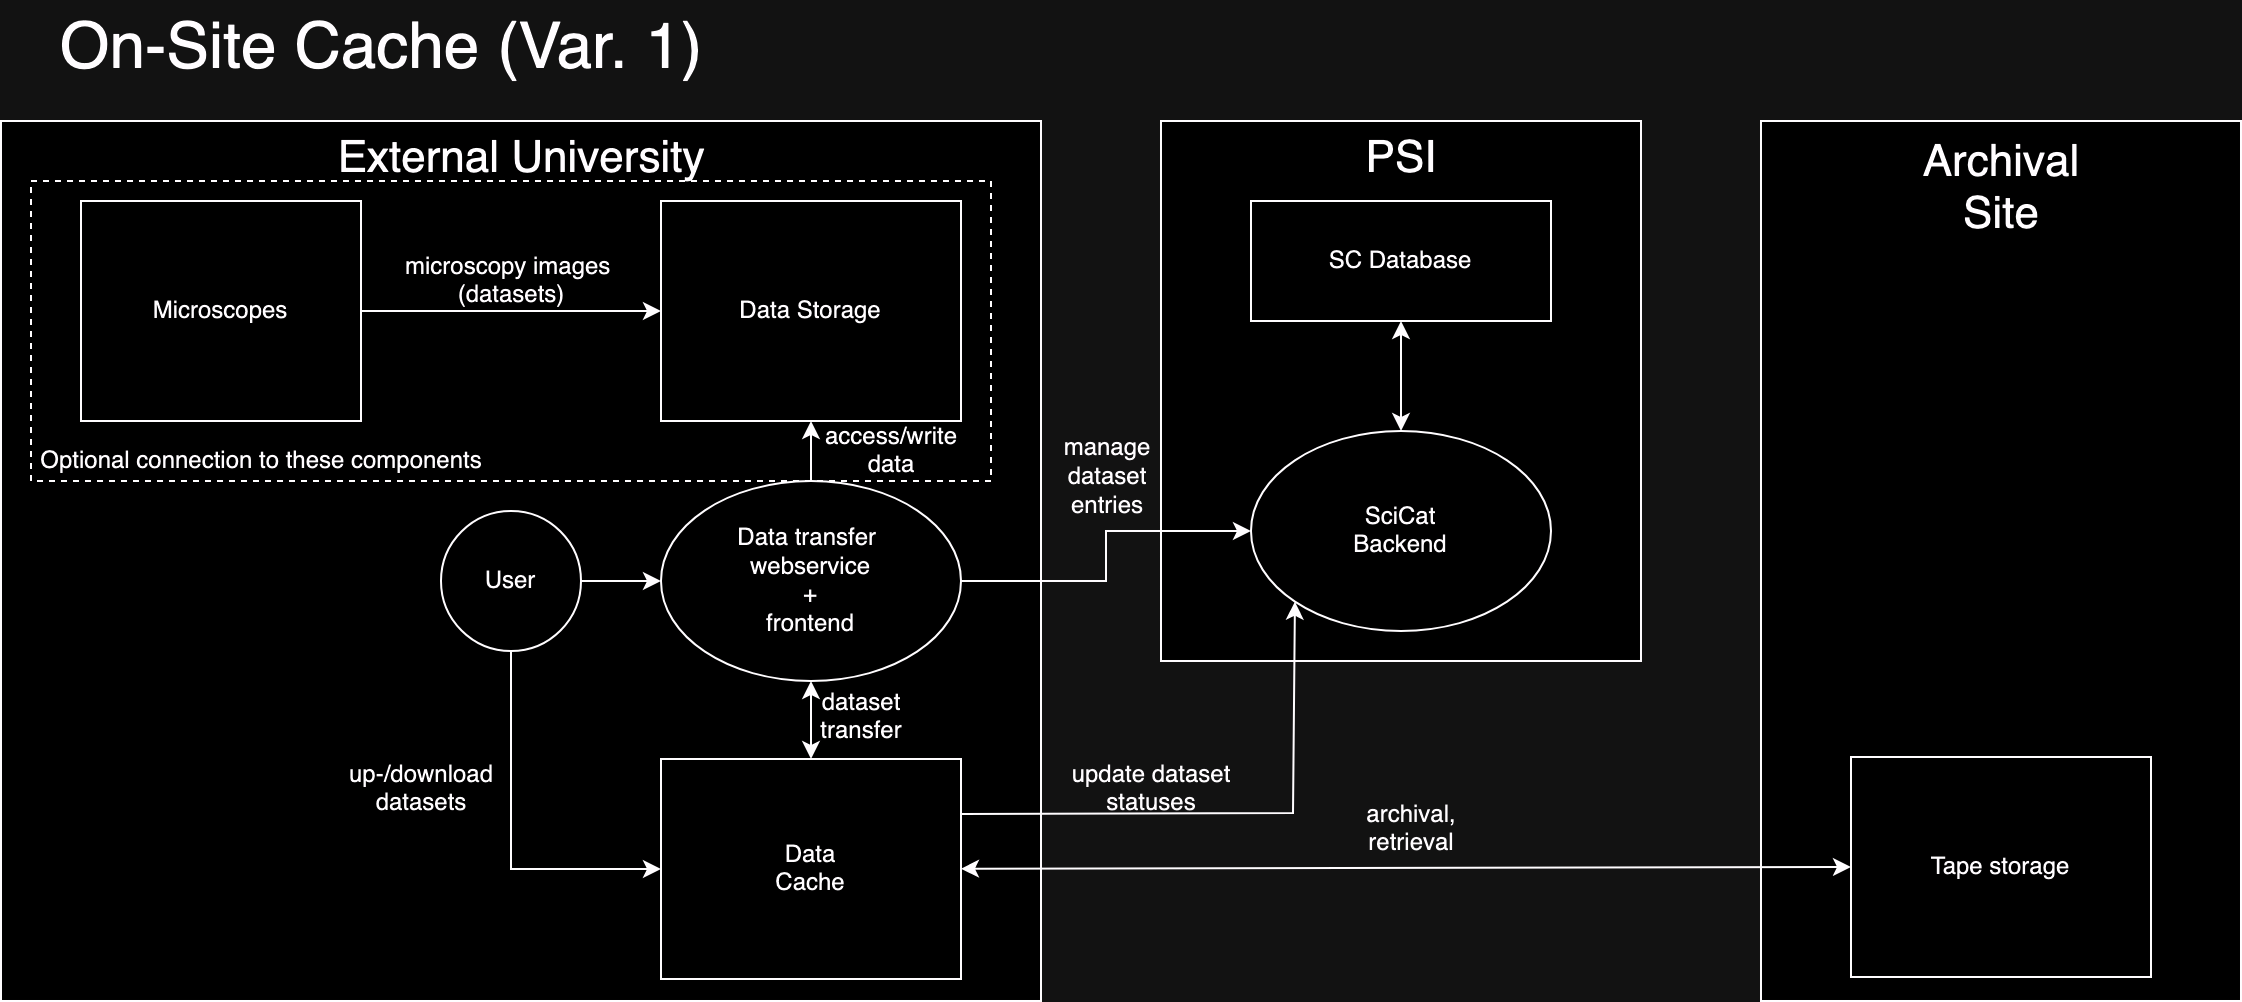 On-Site Cache (Var. 1)
External University
Microscopes
microscopy images
(datasets)
Data Storage
Optional connection to these components
access/write
data
User
Data transfer
webservice
+
frontend
dataset
transfer
up-/download
datasets
Data
Cache
manage
dataset
entries
update dataset
statuses
archival,
retrieval
PSI
SC Database
SciCat
Backend
Archival
Site
Tape storage